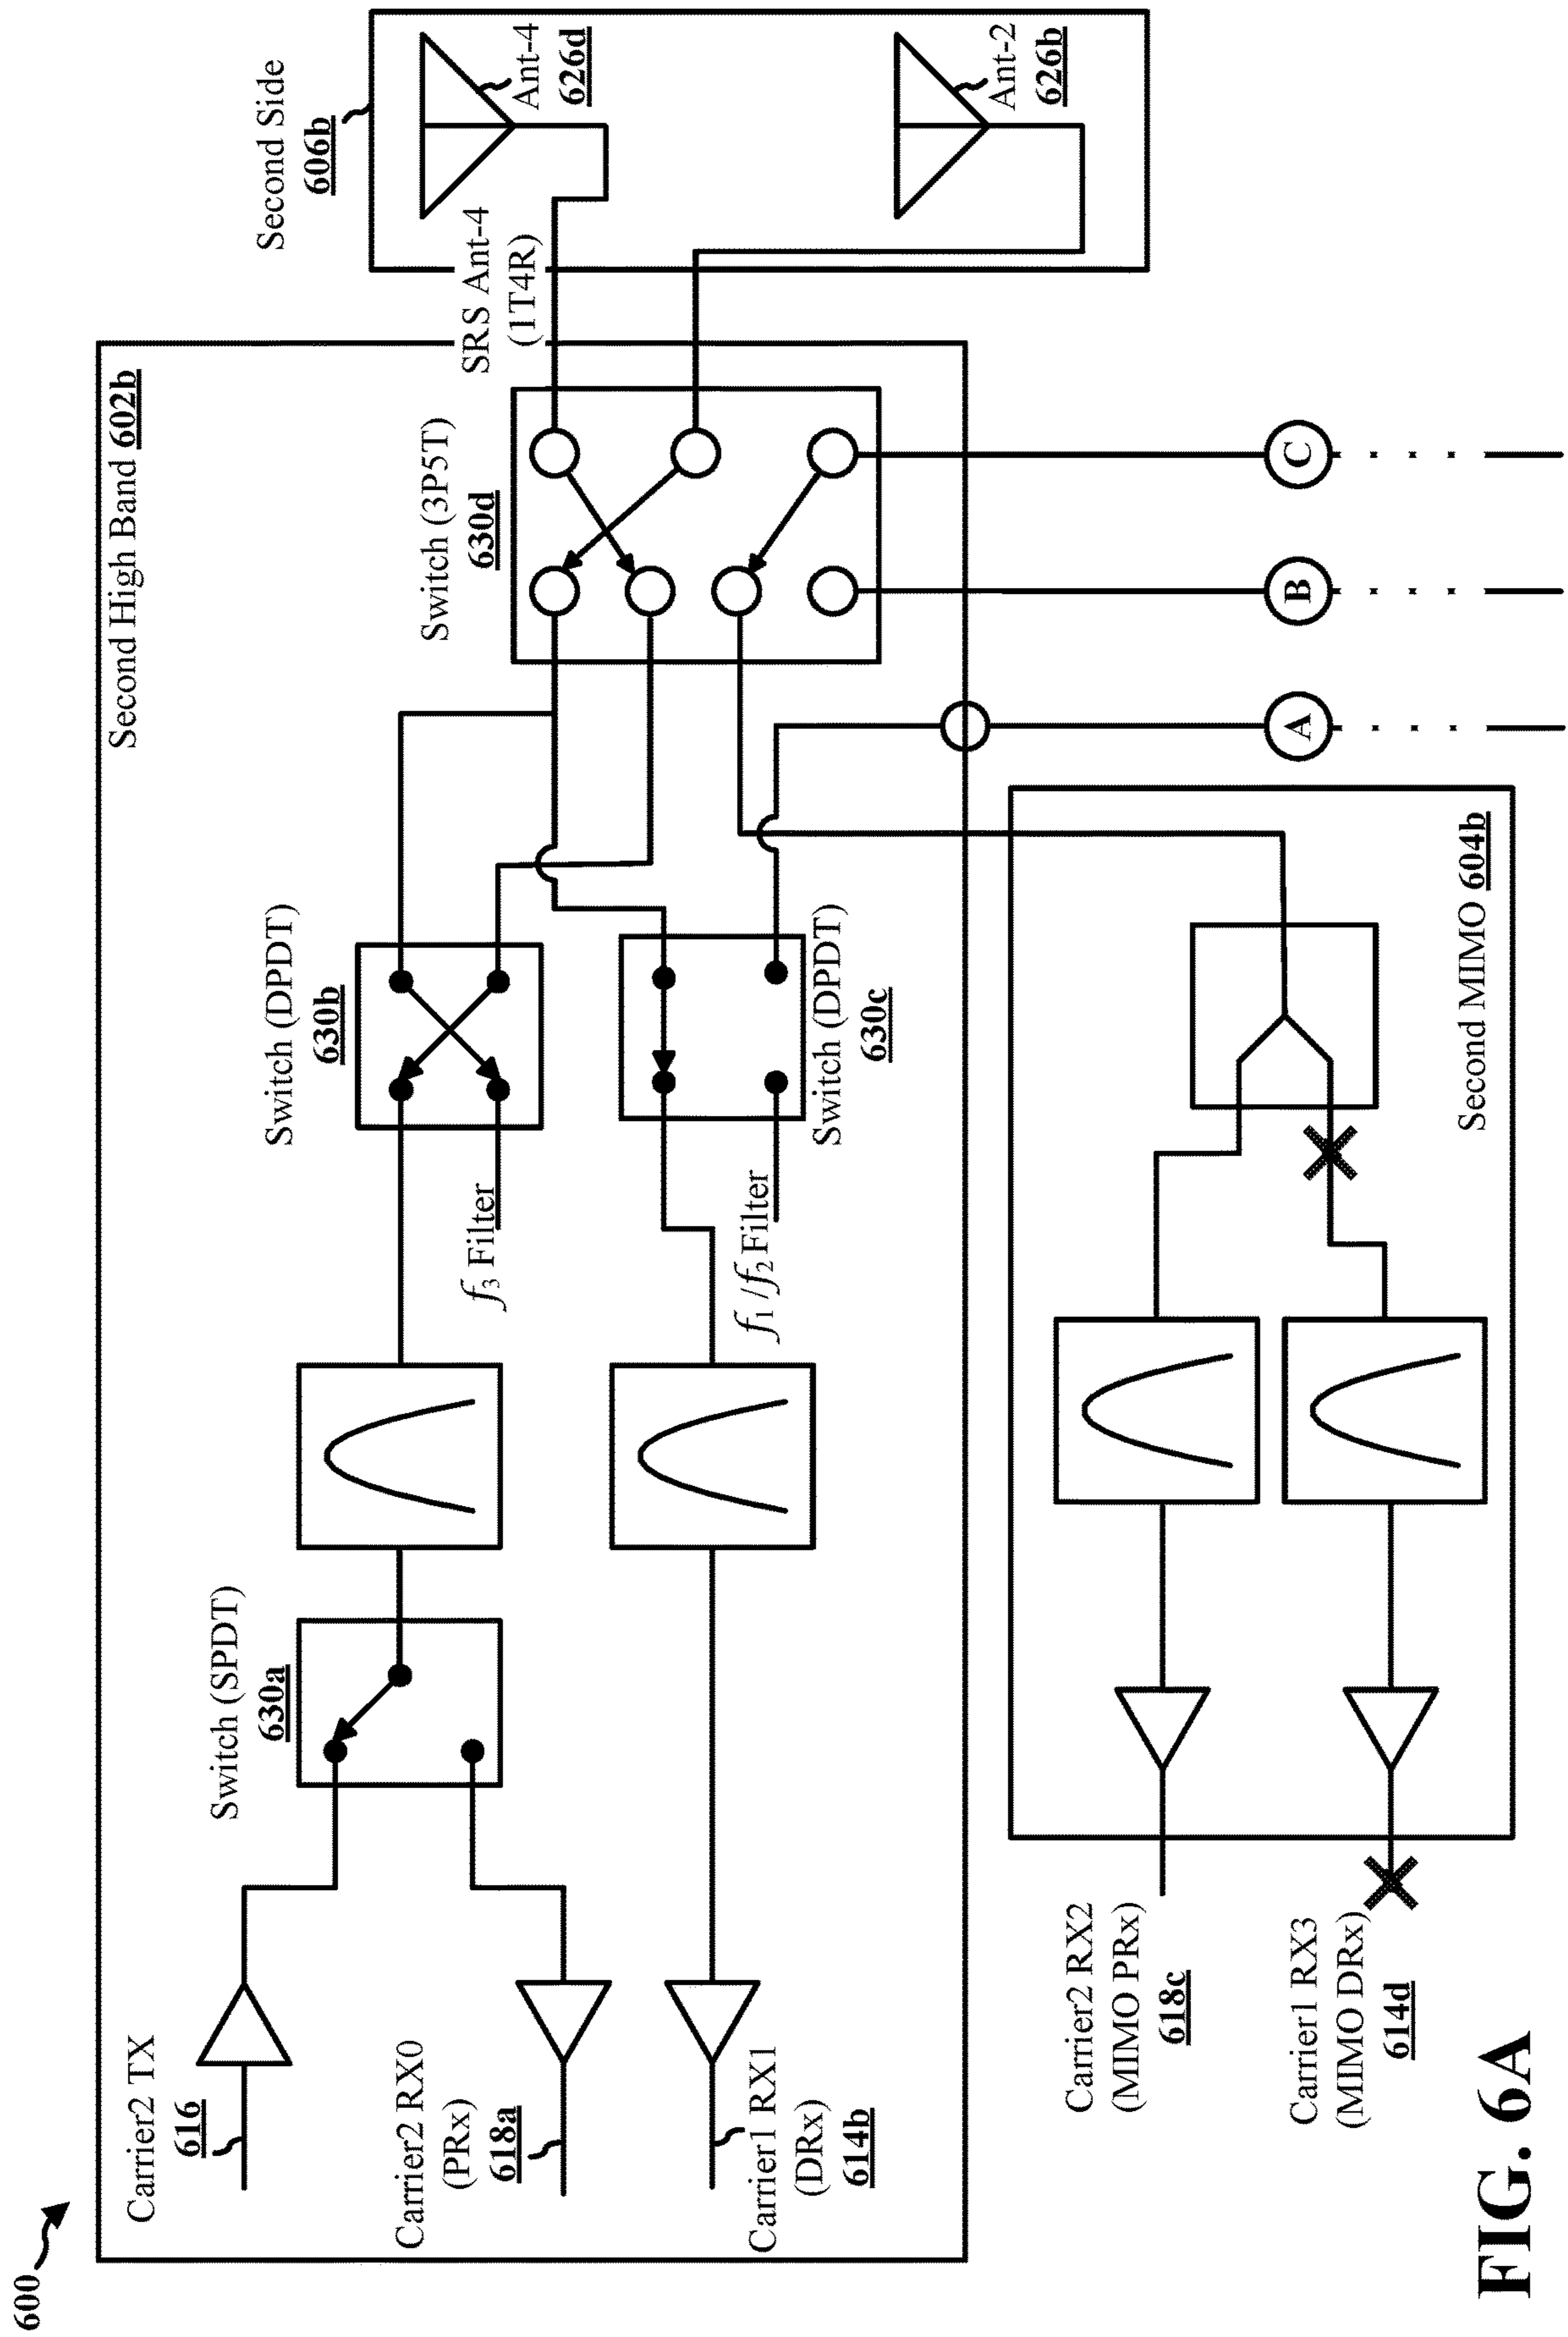 600
Second High Band 602b
Carrier2 TX
616
Carrier2 RX0
(PRx)
618a
Carrier1 RX1
(DRx)
614b
Switch (SPDT)
630a
Switch (DPDT)
630b
f3 Filter
f1/f2 Filter
Switch (DPDT)
630c
Switch (3P5T)
630d
SRS Ant-4
(1T4R)
Second Side
606b
Ant-4
626d
Ant-2
626b
A
B
C
Second MIMO 604b
Carrier2 RX2
(MIMO PRx)
618c
Carrier1 RX3
(MIMO DRx)
614d
FIG. 6A